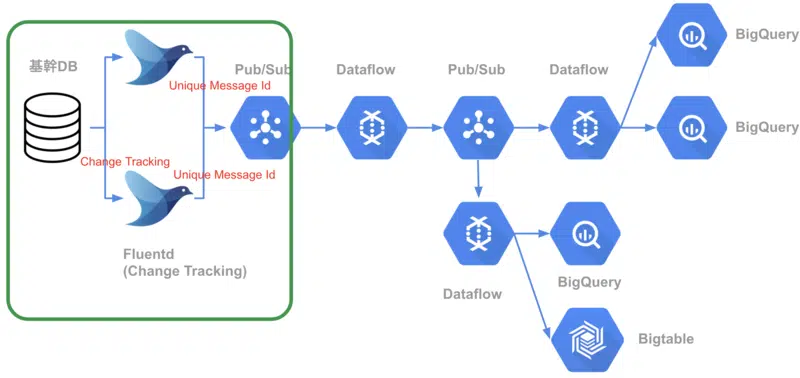 基幹DB
Unique Message Id
Change Tracking
Unique Message Id
Fluentd
(Change Tracking)
Pub/Sub
Dataflow
Pub/Sub
Dataflow
BigQuery
BigQuery
Dataflow
BigQuery
Bigtable